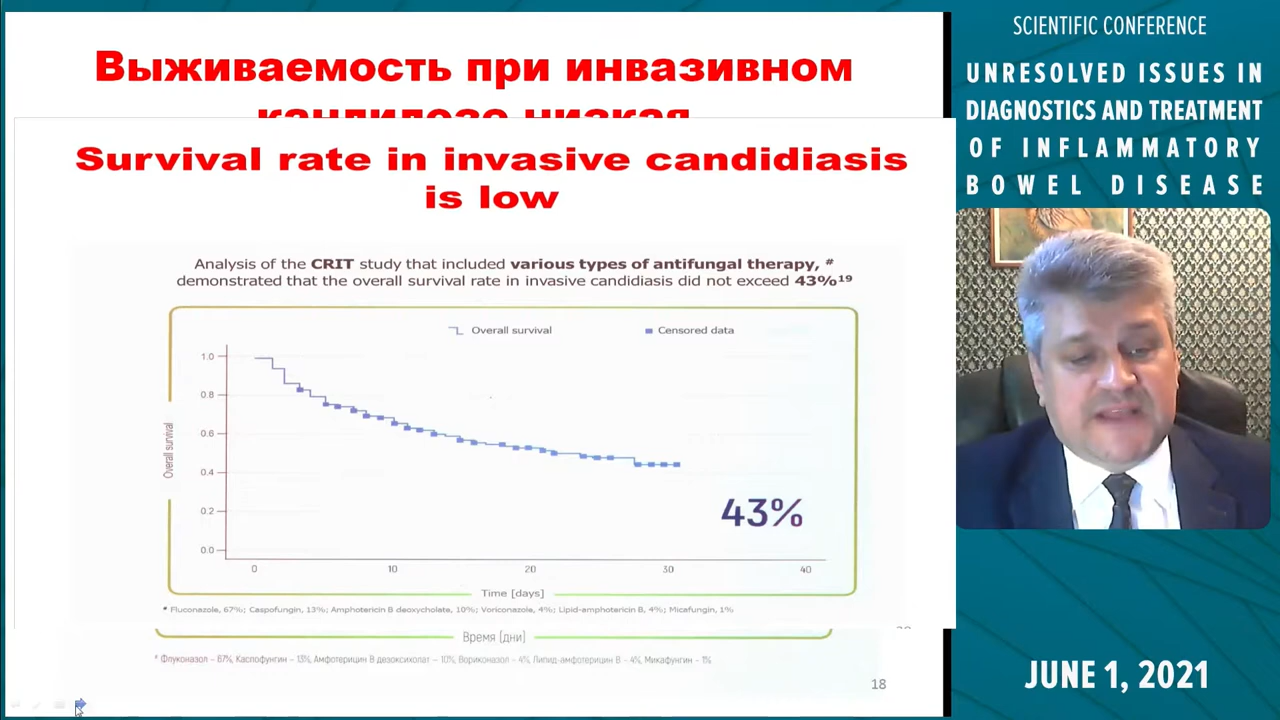 Выживаемость при инвазивном
кандидозе низкая
Survival rate in invasive candidiasis
is low
Analysis of the CRIT study that included various types of antifungal therapy, #
demonstrated that the overall survival rate in invasive candidiasis did not exceed 43%¹⁹
Overall survival
Censored data
Overall survival
1.0
0.8
0.6
0.4
0.2
0.0
0
10
20
30
40
43%
Time [days]
# Fluconazole, 67%; Caspofungin, 13%; Amphotericin B deoxycholate, 10%; Voriconazole, 4%; Lipid-amphotericin B, 4%; Micafungin, 1%
Время [дни]
# Флуконазол – 67%, Каспофунгин – 13%, Амфотерицин В дезоксихолат – 10%, Вориконазол – 4%, Липид-амфотерицин В – 4%, Микафунгин – 1%
18
SCIENTIFIC CONFERENCE
UNRESOLVED ISSUES IN
DIAGNOSTICS AND TREATMENT
OF INFLAMMATORY
BOWEL DISEASE
JUNE 1, 2021